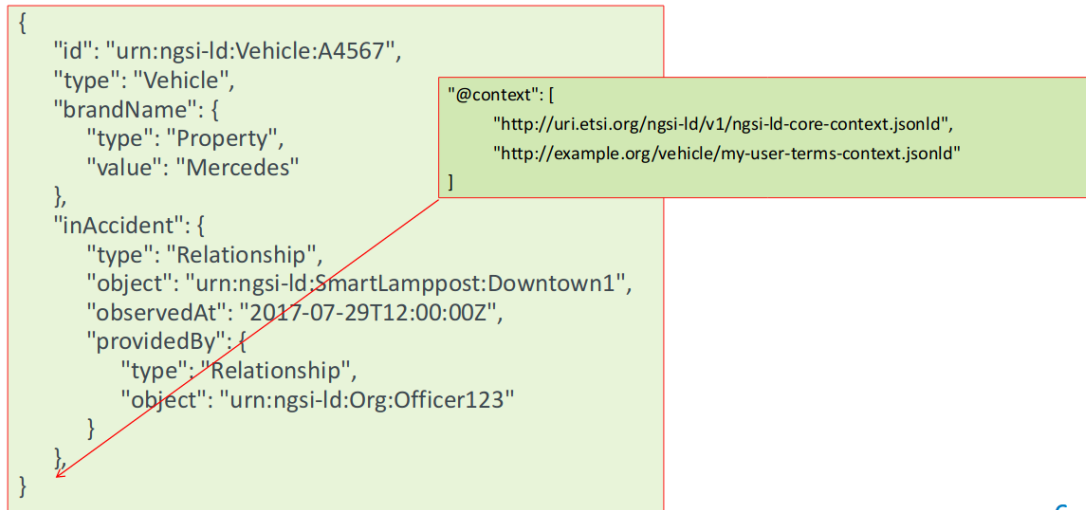 {
"id": "urn:ngsi-ld:Vehicle:A4567",
"type": "Vehicle",
"brandName": {
"type": "Property",
"value": "Mercedes"
},
"inAccident": {
"type": "Relationship",
"object": "urn:ngsi-ld:SmartLamppost:Downtown1",
"observedAt": "2017-07-29T12:00:00Z",
"providedBy": {
"type": "Relationship",
"object": "urn:ngsi-ld:Org:Officer123"
}
},
}
"@context": [
"http://uri.etsi.org/ngsi-ld/v1/ngsi-ld-core-context.jsonld",
"http://example.org/vehicle/my-user-terms-context.jsonld"
]